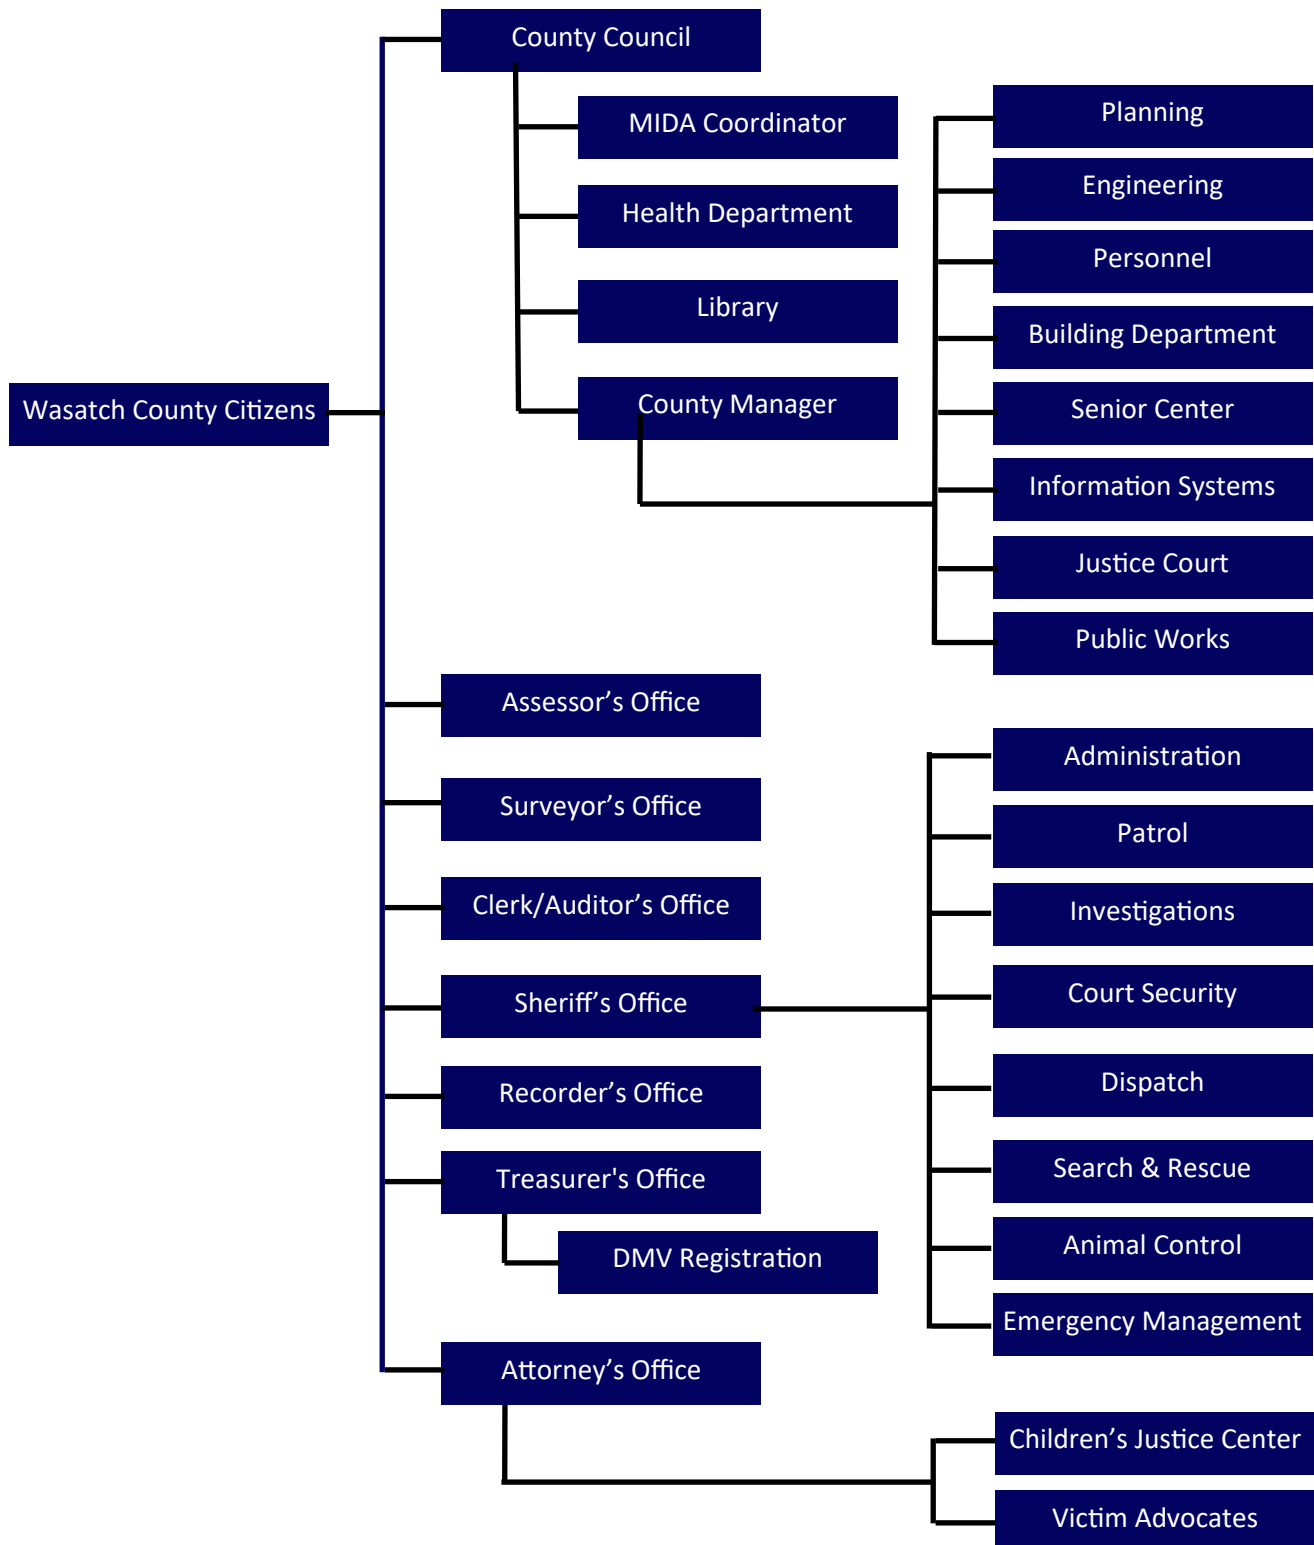 County Council
MIDA Coordinator
Health Department
Library
County Manager
Planning
Engineering
Personnel
Building Department
Senior Center
Information Systems
Justice Court
Public Works
Wasatch County Citizens
Assessor’s Office
Surveyor’s Office
Clerk/Auditor’s Office
Sheriff’s Office
Administration
Patrol
Investigations
Court Security
Dispatch
Search & Rescue
Animal Control
Emergency Management
Recorder’s Office
Treasurer's Office
DMV Registration
Attorney’s Office
Children’s Justice Center
Victim Advocates